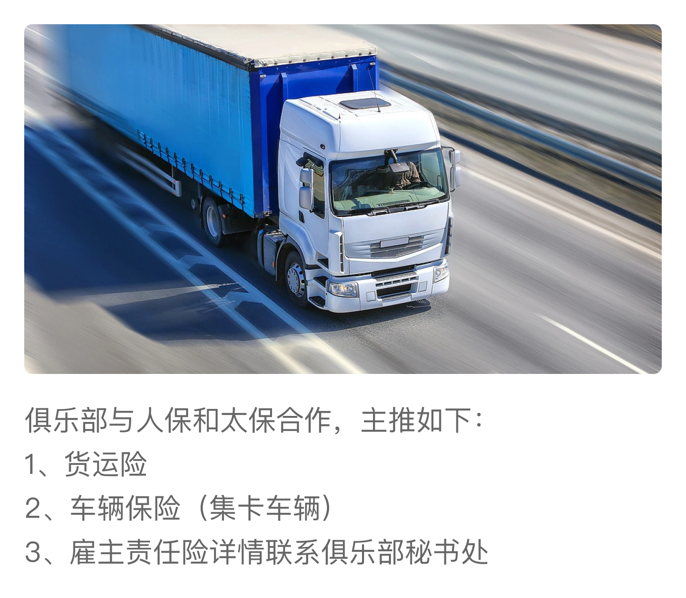 俱乐部与人保和太保合作，主推如下：
1、货运险
2、车辆保险（集卡车辆）
3、雇主责任险详情联系俱乐部秘书处